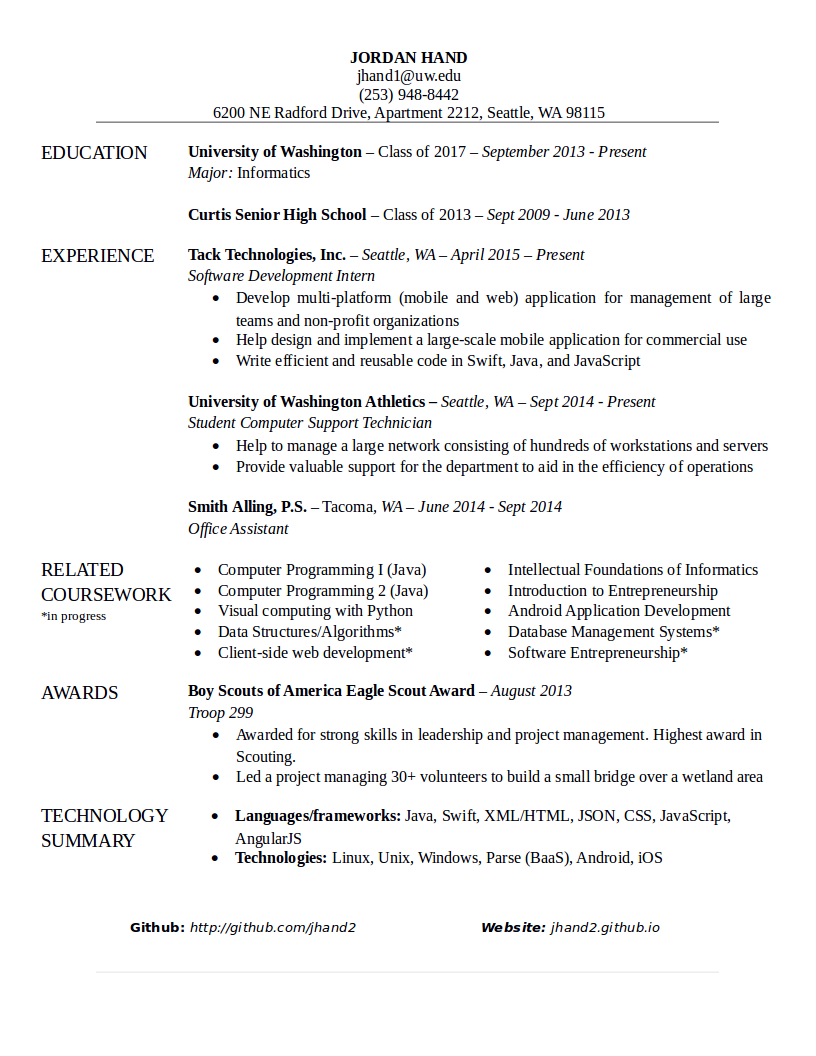 JORDAN HAND
jhand1@uw.edu
(253) 948-8442
6200 NE Radford Drive, Apartment 2212, Seattle, WA 98115
EDUCATION
University of Washington – Class of 2017 – September 2013 - Present
Major: Informatics
Curtis Senior High School – Class of 2013 – Sept 2009 - June 2013
EXPERIENCE
Tack Technologies, Inc. – Seattle, WA – April 2015 – Present
Software Development Intern
• Develop multi-platform (mobile and web) application for management of large
teams and non-profit organizations
• Help design and implement a large-scale mobile application for commercial use
• Write efficient and reusable code in Swift, Java, and JavaScript
University of Washington Athletics – Seattle, WA – Sept 2014 - Present
Student Computer Support Technician
• Help to manage a large network consisting of hundreds of workstations and servers
• Provide valuable support for the department to aid in the efficiency of operations
Smith Alling, P.S. – Tacoma, WA – June 2014 - Sept 2014
Office Assistant
RELATED
COURSEWORK
*in progress
• Computer Programming I (Java)
• Computer Programming 2 (Java)
• Visual computing with Python
• Data Structures/Algorithms*
• Client-side web development*
• Intellectual Foundations of Informatics
• Introduction to Entrepreneurship
• Android Application Development
• Database Management Systems*
• Software Entrepreneurship*
AWARDS
Boy Scouts of America Eagle Scout Award – August 2013
Troop 299
• Awarded for strong skills in leadership and project management. Highest award in
Scouting.
• Led a project managing 30+ volunteers to build a small bridge over a wetland area
TECHNOLOGY
SUMMARY
• Languages/frameworks: Java, Swift, XML/HTML, JSON, CSS, JavaScript,
AngularJS
• Technologies: Linux, Unix, Windows, Parse (BaaS), Android, iOS
Github: http://github.com/jhand2 Website: jhand2.github.io